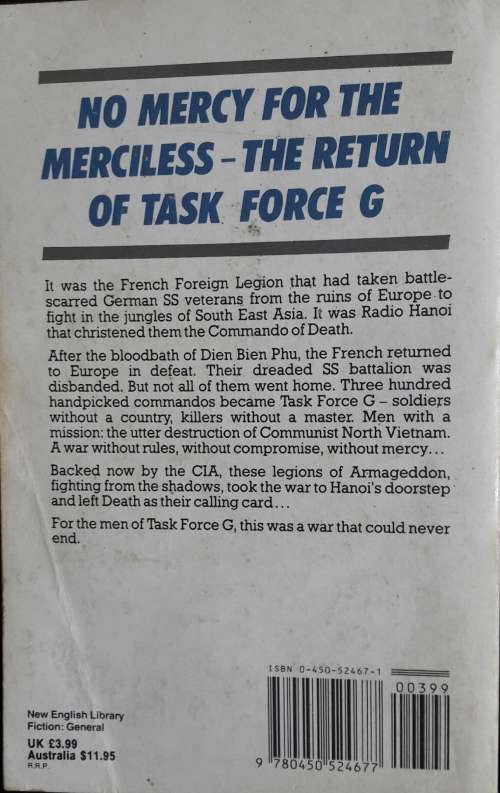 NO MERCY FOR THE
MERCILESS – THE RETURN
OF TASK FORCE G
It was the French Foreign Legion that had taken battle-
scarred German SS veterans from the ruins of Europe to
fight in the jungles of South East Asia. It was Radio Hanoi
that christened them the Commando of Death.
After the bloodbath of Dien Bien Phu, the French returned
to Europe in defeat. Their dreaded SS battalion was
disbanded. But not all of them went home. Three hundred
handpicked commandos became Task Force G – soldiers
without a country, killers without a master. Men with a
mission: the utter destruction of Communist North Vietnam.
A war without rules, without compromise, without mercy...
Backed now by the CIA, these legions of Armageddon,
fighting from the shadows, took the war to Hanoi's doorstep
and left Death as their calling card...
For the men of Task Force G, this was a war that could never
end.
ISBN 0-450-52467-1
00399
New English Library
Fiction: General
UK £3.99
Australia $11.95
R.R.P.
9 780450 524677